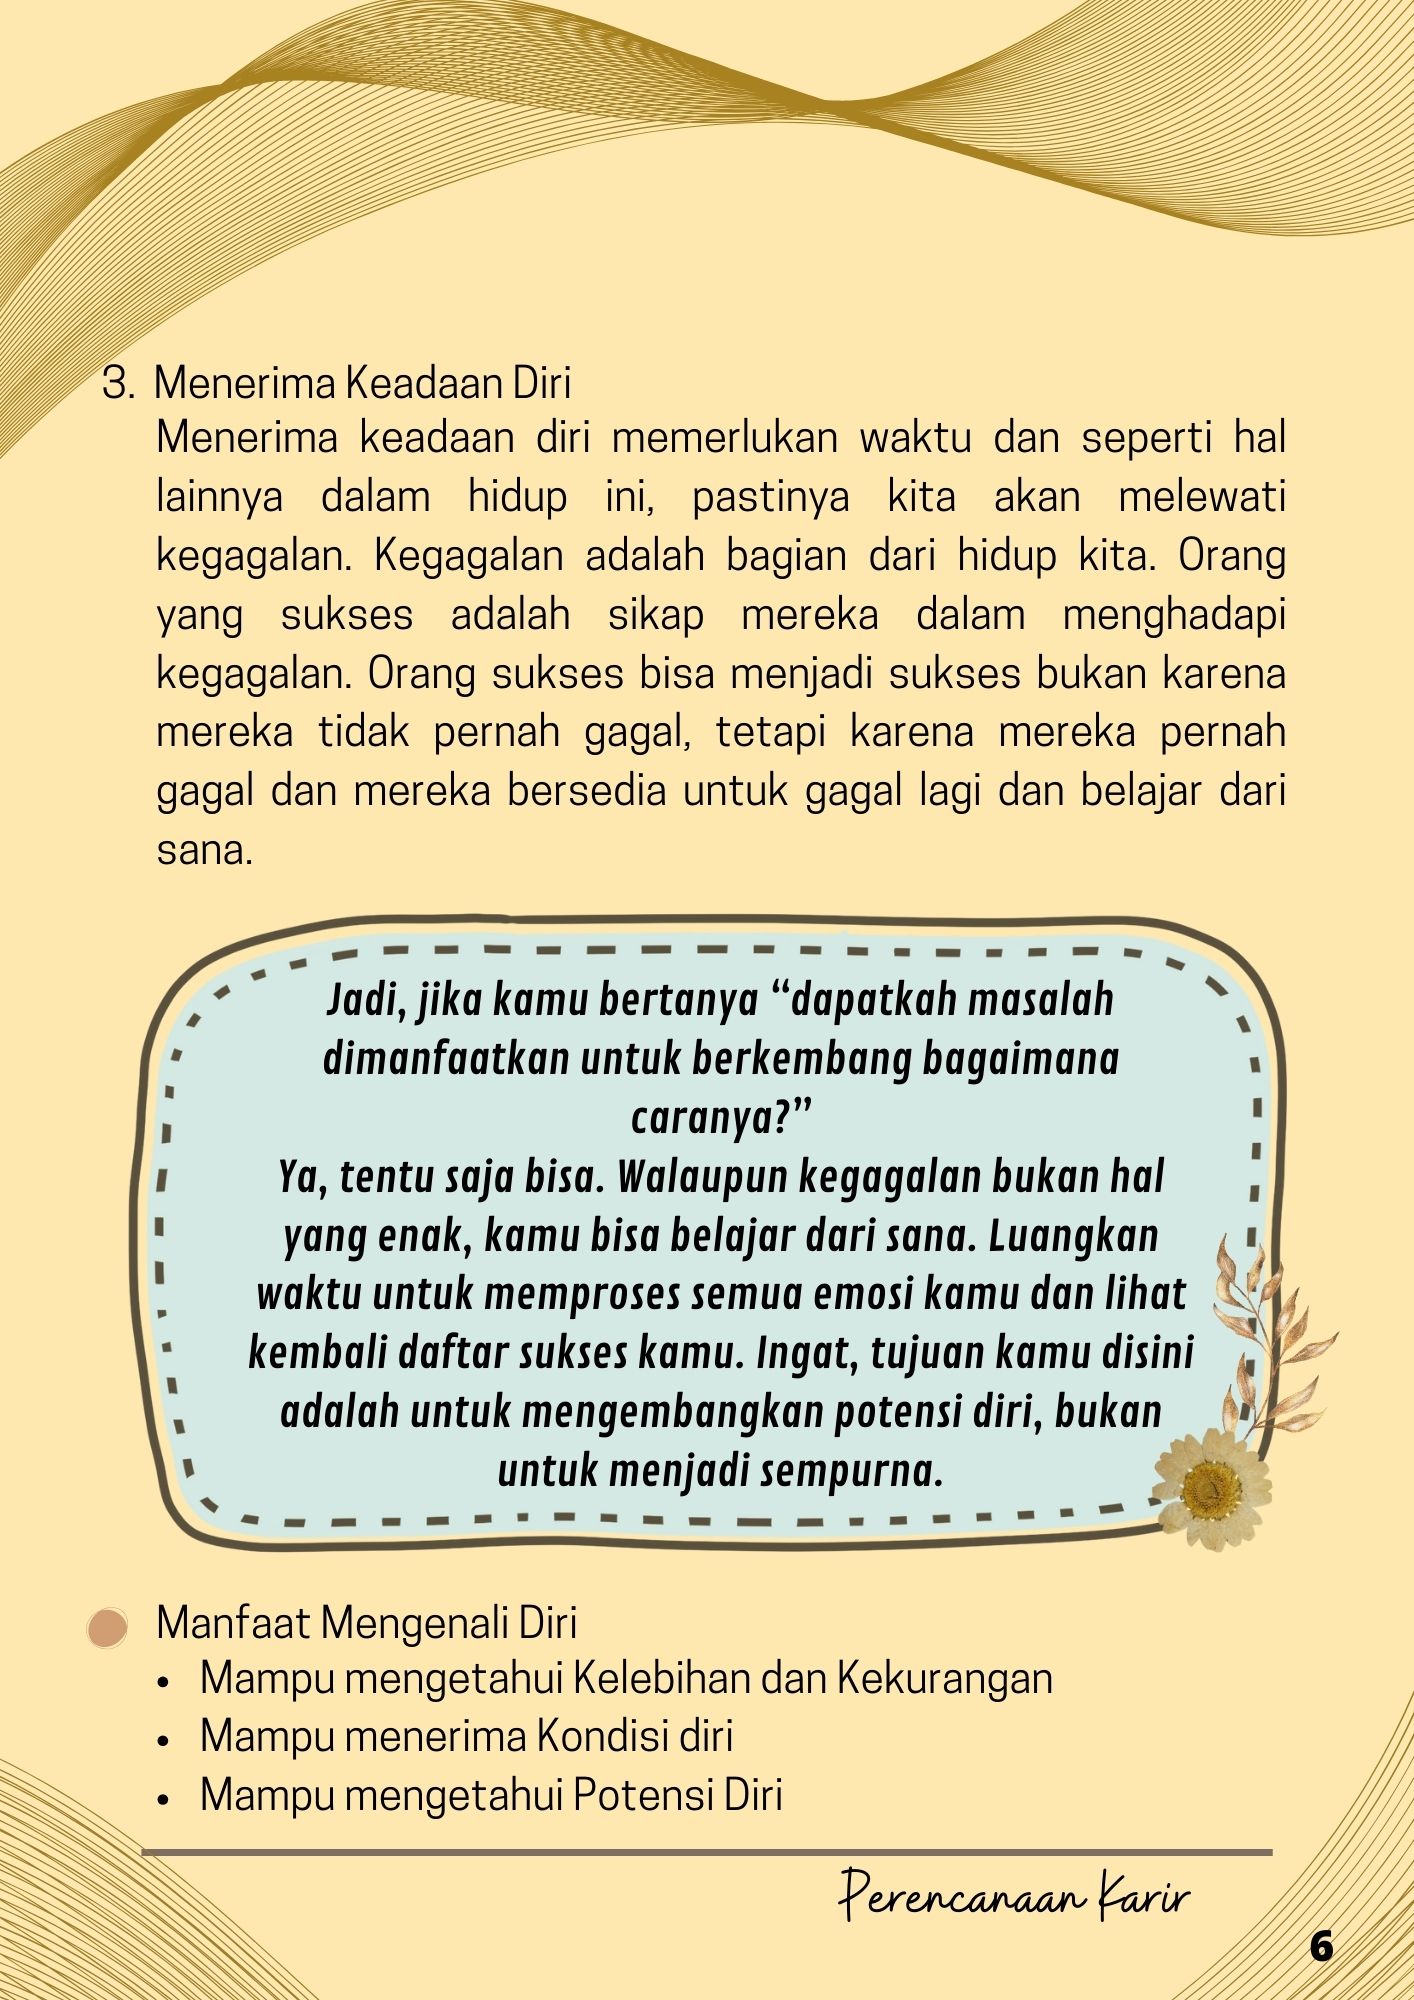 3. Menerima Keadaan Diri
Menerima keadaan diri memerlukan waktu dan seperti hal
lainnya dalam hidup ini, pastinya kita akan melewati
kegagalan. Kegagalan adalah bagian dari hidup kita. Orang
yang sukses adalah sikap mereka dalam menghadapi
kegagalan. Orang sukses bisa menjadi sukses bukan karena
mereka tidak pernah gagal, tetapi karena mereka pernah
gagal dan mereka bersedia untuk gagal lagi dan belajar dari
sana.
Jadi, jika kamu bertanya “dapatkah masalah
dimanfaatkan untuk berkembang bagaimana
caranya?”
Ya, tentu saja bisa. Walaupun kegagalan bukan hal
yang enak, kamu bisa belajar dari sana. Luangkan
waktu untuk memproses semua emosi kamu dan lihat
kembali daftar sukses kamu. Ingat, tujuan kamu disini
adalah untuk mengembangkan potensi diri, bukan
untuk menjadi sempurna.
Manfaat Mengenali Diri
• Mampu mengetahui Kelebihan dan Kekurangan
• Mampu menerima Kondisi diri
• Mampu mengetahui Potensi Diri
Perencanaan Karir
6